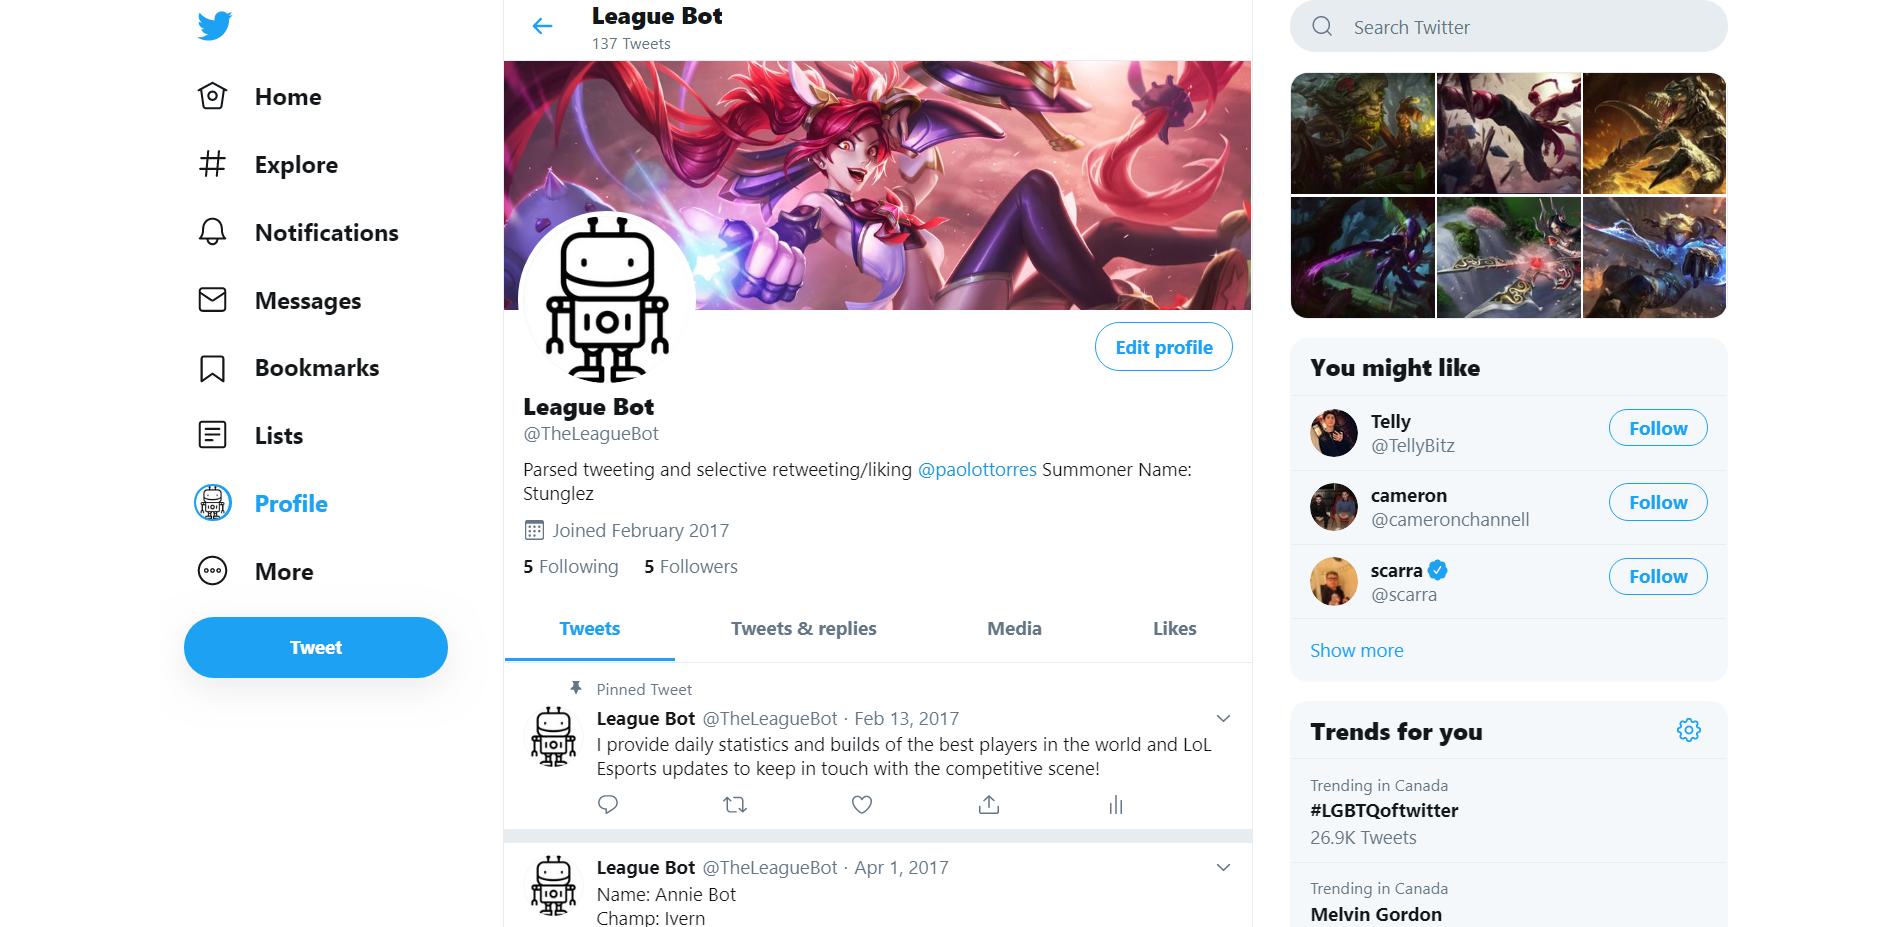 Home
Explore
Notifications
Messages
Bookmarks
Lists
Profile
More
Tweet
League Bot
137 Tweets
Edit profile
League Bot
@TheLeagueBot
Parsed tweeting and selective retweeting/liking @paolottorres Summoner Name:
Stunglez
Joined February 2017
5 Following 5 Followers
Tweets Tweets & replies Media Likes
Pinned Tweet
League Bot @TheLeagueBot · Feb 13, 2017
I provide daily statistics and builds of the best players in the world and LoL
Esports updates to keep in touch with the competitive scene!
League Bot @TheLeagueBot · Apr 1, 2017
Name: Annie Bot
Champ: Ivern
Search Twitter
You might like
Telly
@TellyBitz
Follow
cameron
@cameronchannell
Follow
scarra
@scarra
Follow
Show more
Trends for you
Trending in Canada
#LGBTQoftwitter
26.9K Tweets
Trending in Canada
Melvin Gordon